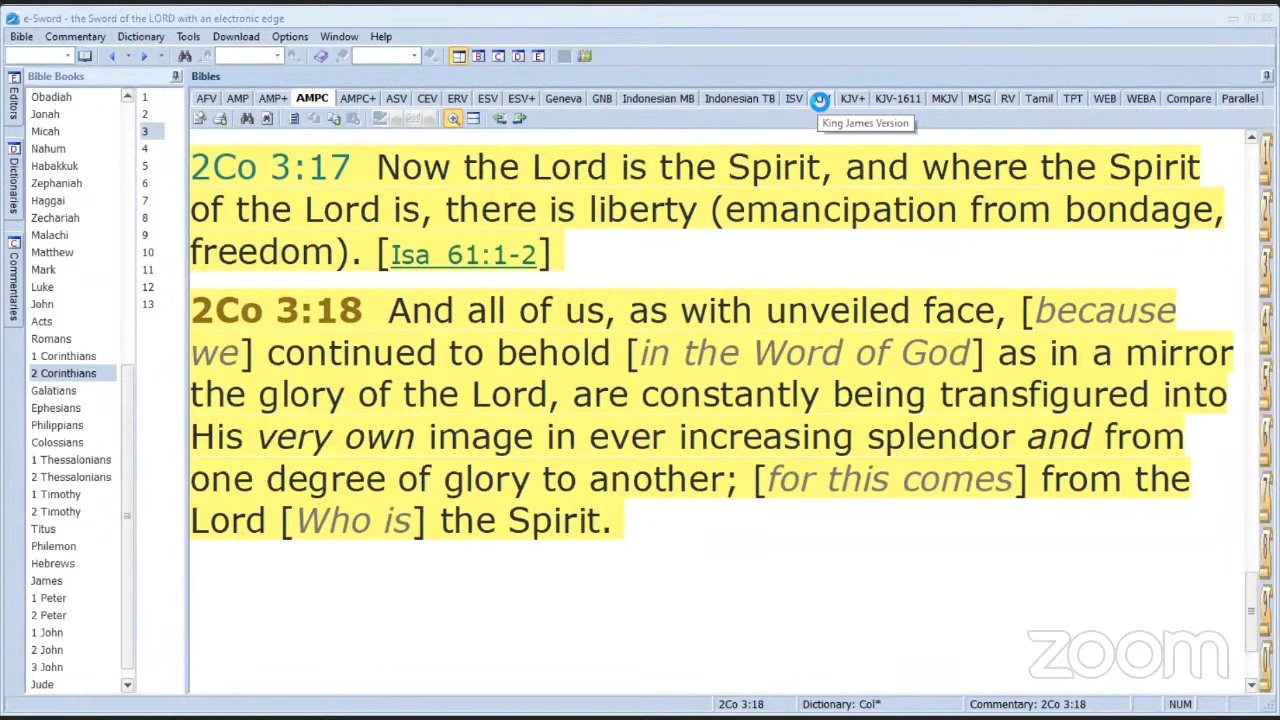 e-Sword - the Sword of the LORD with an electronic edge
Bible Commentary Dictionary Tools Download Options Window Help
B C D E
Bible Books
Bibles
AFV AMP AMP+ AMPC AMPC+ ASV CEV ERV ESV ESV+ Geneva GNB Indonesian MB Indonesian TB ISV KJV+ KJV-1611 MKJV MSG RV Tamil TPT WEB WEBA Compare Parallel
King James Version
Editors
Dictionaries
Commentaries
Obadiah
Jonah
Micah
Nahum
Habakkuk
Zephaniah
Haggai
Zechariah
Malachi
Matthew
Mark
Luke
John
Acts
Romans
1 Corinthians
2 Corinthians
Galatians
Ephesians
Philippians
Colossians
1 Thessalonians
2 Thessalonians
1 Timothy
2 Timothy
Titus
Philemon
Hebrews
James
1 Peter
2 Peter
1 John
2 John
3 John
Jude
1
2
3
4
5
6
7
8
9
10
11
12
13
2Co 3:17 Now the Lord is the Spirit, and where the Spirit
of the Lord is, there is liberty (emancipation from bondage,
freedom). [Isa 61:1-2]
2Co 3:18 And all of us, as with unveiled face, [because
we] continued to behold [in the Word of God] as in a mirror
the glory of the Lord, are constantly being transfigured into
His very own image in ever increasing splendor and from
one degree of glory to another; [for this comes] from the
Lord [Who is] the Spirit.
zoom
2Co 3:18 Dictionary: Col* Commentary: 2Co 3:18 NUM